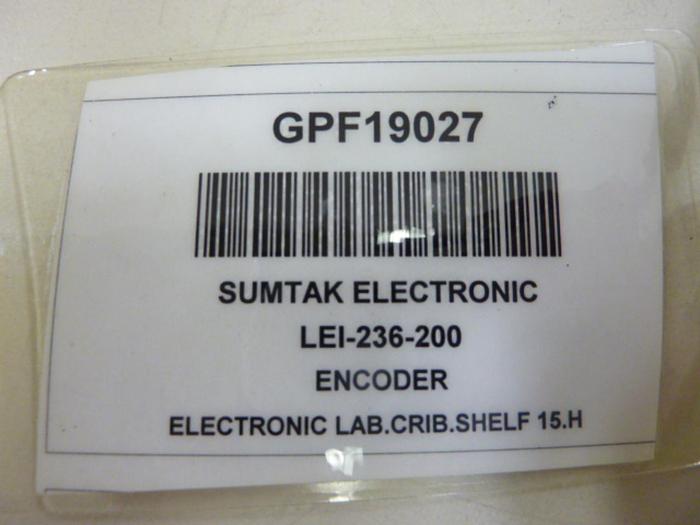 GPF19027
SUMTAK ELECTRONIC
LEI-236-200
ENCODER
ELECTRONIC LAB.CRIB.SHELF 15.H